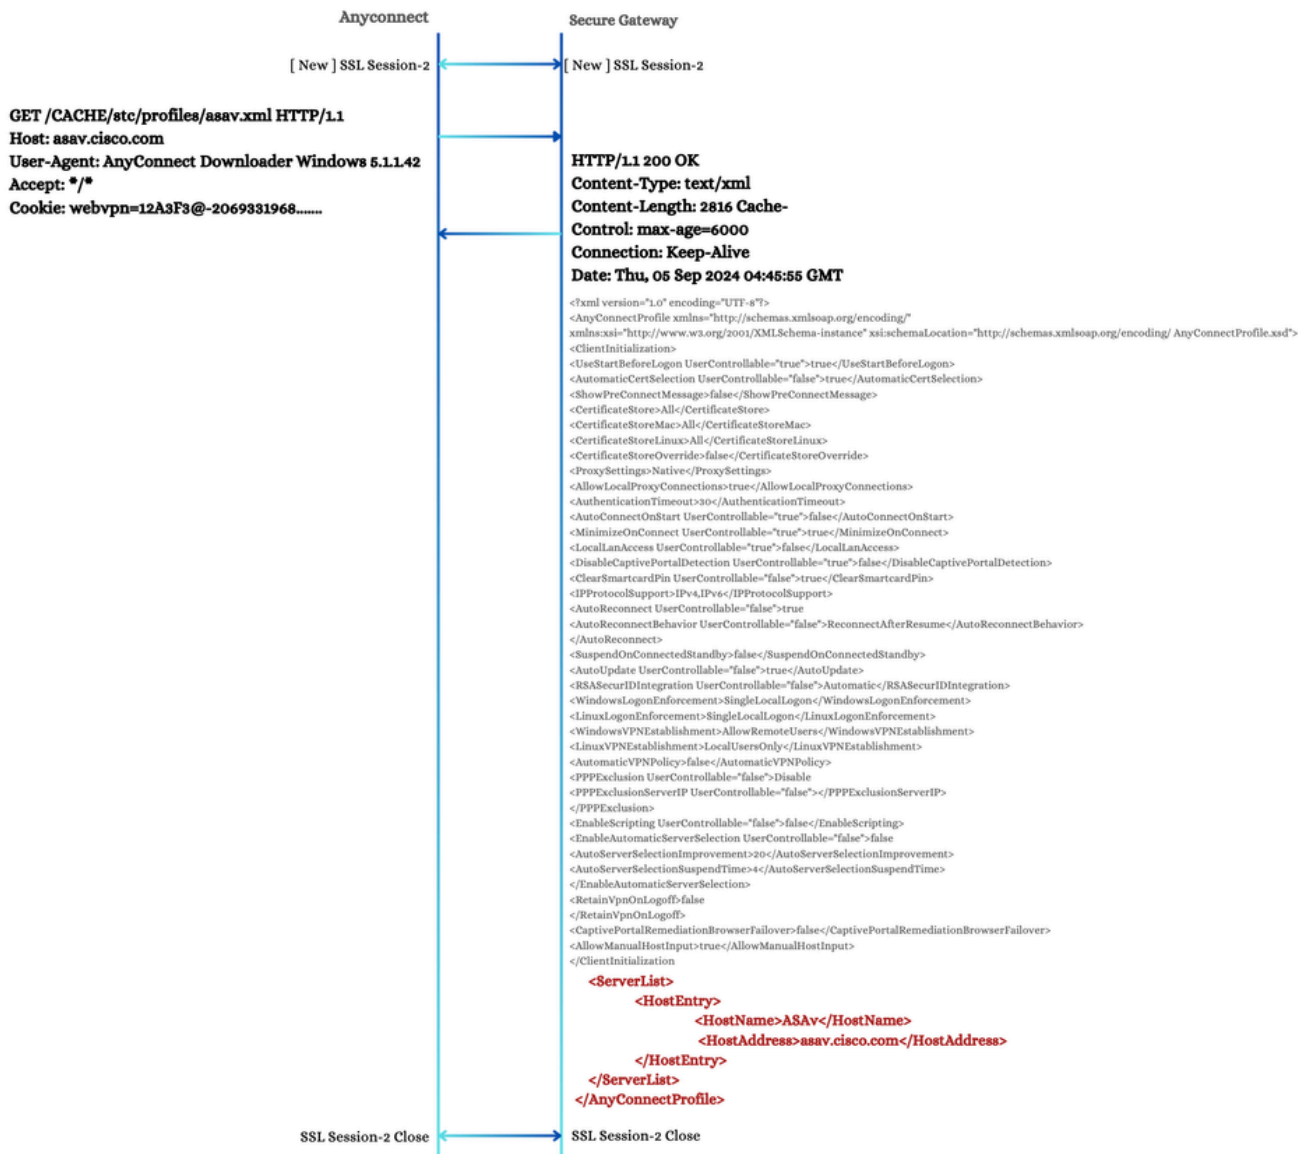 Anyconnect
Secure Gateway
[ New ] SSL Session-2
[ New ] SSL Session-2
GET /CACHE/stc/profiles/asav.xml HTTP/1.1
Host: asav.cisco.com
User-Agent: AnyConnect Downloader Windows 5.1.1.42
Accept: */*
Cookie: webvpn=12A3F3@-2069331968.......
HTTP/1.1 200 OK
Content-Type: text/xml
Content-Length: 2816 Cache-
Control: max-age=6000
Connection: Keep-Alive
Date: Thu, 05 Sep 2024 04:45:55 GMT
<?xml version="1.0" encoding="UTF-8"?>
<AnyConnectProfile xmlns="http://schemas.xmlsoap.org/encoding/"
xmlns:xsi="http://www.w3.org/2001/XMLSchema-instance" xsi:schemaLocation="http://schemas.xmlsoap.org/encoding/ AnyConnectProfile.xsd">
<ClientInitialization>
<UseStartBeforeLogon UserControllable="true">true</UseStartBeforeLogon>
<AutomaticCertSelection UserControllable="false">true</AutomaticCertSelection>
<ShowPreConnectMessage>false</ShowPreConnectMessage>
<CertificateStore>All</CertificateStore>
<CertificateStoreMac>All</CertificateStoreMac>
<CertificateStoreLinux>All</CertificateStoreLinux>
<CertificateStoreOverride>false</CertificateStoreOverride>
<ProxySettings>Native</ProxySettings>
<AllowLocalProxyConnections>true</AllowLocalProxyConnections>
<AuthenticationTimeout>30</AuthenticationTimeout>
<AutoConnectOnStart UserControllable="true">false</AutoConnectOnStart>
<MinimizeOnConnect UserControllable="true">true</MinimizeOnConnect>
<LocalLanAccess UserControllable="true">false</LocalLanAccess>
<DisableCaptivePortalDetection UserControllable="true">false</DisableCaptivePortalDetection>
<ClearSmartcardPin UserControllable="false">true</ClearSmartcardPin>
<IPProtocolSupport>IPv4,IPv6</IPProtocolSupport>
<AutoReconnect UserControllable="false">true
<AutoReconnectBehavior UserControllable="false">ReconnectAfterResume</AutoReconnectBehavior>
</AutoReconnect>
<SuspendOnConnectedStandby>false</SuspendOnConnectedStandby>
<AutoUpdate UserControllable="false">true</AutoUpdate>
<RSASecurIDIntegration UserControllable="false">Automatic</RSASecurIDIntegration>
<WindowsLogonEnforcement>SingleLocalLogon</WindowsLogonEnforcement>
<LinuxLogonEnforcement>SingleLocalLogon</LinuxLogonEnforcement>
<WindowsVPNEstablishment>AllowRemoteUsers</WindowsVPNEstablishment>
<LinuxVPNEstablishment>LocalUsersOnly</LinuxVPNEstablishment>
<AutomaticVPNPolicy>false</AutomaticVPNPolicy>
<PPPExclusion UserControllable="false">Disable
<PPPExclusionServerIP UserControllable="false"></PPPExclusionServerIP>
</PPPExclusion>
<EnableScripting UserControllable="false">false</EnableScripting>
<EnableAutomaticServerSelection UserControllable="false">false
<AutoServerSelectionImprovement>20</AutoServerSelectionImprovement>
<AutoServerSelectionSuspendTime>4</AutoServerSelectionSuspendTime>
</EnableAutomaticServerSelection>
<RetainVpnOnLogoff>false
</RetainVpnOnLogoff>
<CaptivePortalRemediationBrowserFailover>false</CaptivePortalRemediationBrowserFailover>
<AllowManualHostInput>true</AllowManualHostInput>
</ClientInitialization
<ServerList>
<HostEntry>
<HostName>ASAv</HostName>
<HostAddress>asav.cisco.com</HostAddress>
</HostEntry>
</ServerList>
</AnyConnectProfile>
SSL Session-2 Close
SSL Session-2 Close